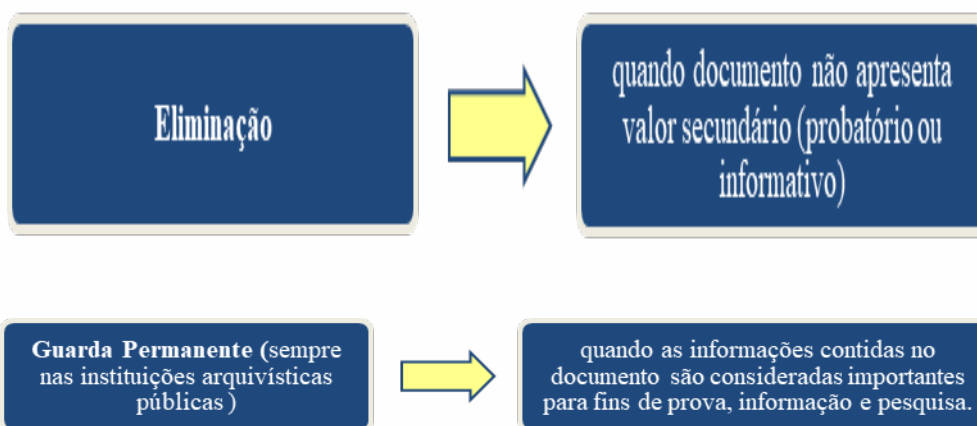 Eliminação
quando documento não apresenta
valor secundário (probatório ou
informativo)
Guarda Permanente (sempre
nas instituições arquivísticas
públicas )
quando as informações contidas no
documento são consideradas importantes
para fins de prova, informação e pesquisa.